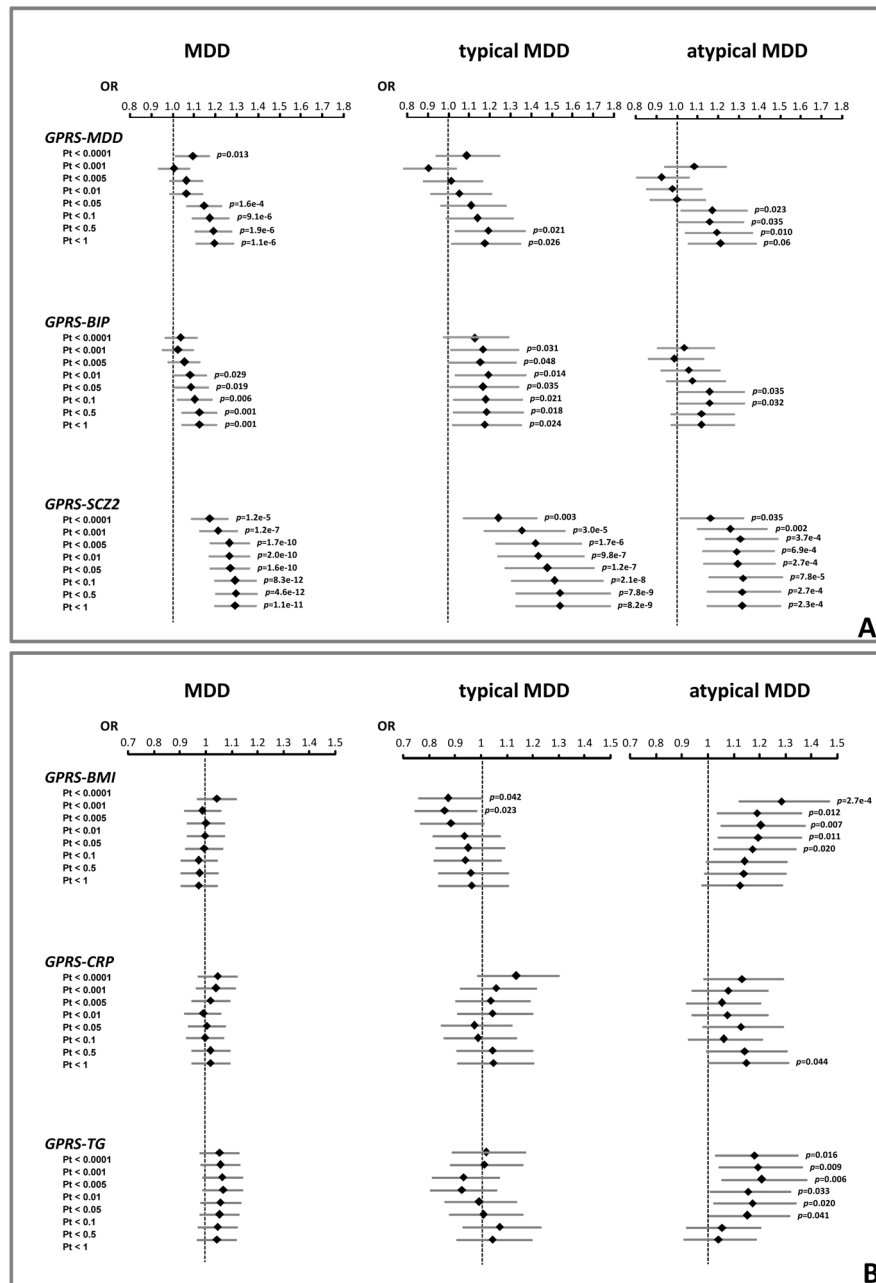 MDD typical MDD atypical MDD
OR OR
0.8 0.9 1.0 1.1 1.2 1.3 1.4 1.5 1.6 1.7 1.8 0.8 0.9 1.0 1.1 1.2 1.3 1.4 1.5 1.6 1.7 1.8 0.8 0.9 1.0 1.1 1.2 1.3 1.4 1.5 1.6 1.7 1.8
GPRS-MDD
Pt < 0.0001 p=0.013
Pt < 0.001
Pt < 0.005
Pt < 0.01
Pt < 0.05 p=1.6e-4 p=0.023
Pt < 0.1 p=9.1e-6 p=0.035
Pt < 0.5 p=1.9e-6 p=0.021 p=0.010
Pt < 1 p=1.1e-6 p=0.026 p=0.06
GPRS-BIP
Pt < 0.0001
Pt < 0.001 p=0.031
Pt < 0.005 p=0.048
Pt < 0.01 p=0.029 p=0.014
Pt < 0.05 p=0.019 p=0.035 p=0.035
Pt < 0.1 p=0.006 p=0.021 p=0.032
Pt < 0.5 p=0.001 p=0.018
Pt < 1 p=0.001 p=0.024
GPRS-SCZ2
Pt < 0.0001 p=1.2e-5 p=0.003 p=0.035
Pt < 0.001 p=1.2e-7 p=3.0e-5 p=0.002
Pt < 0.005 p=1.7e-10 p=1.7e-6 p=3.7e-4
Pt < 0.01 p=2.0e-10 p=9.8e-7 p=6.9e-4
Pt < 0.05 p=1.6e-10 p=1.2e-7 p=2.7e-4
Pt < 0.1 p=8.3e-12 p=2.1e-8 p=7.8e-5
Pt < 0.5 p=4.6e-12 p=7.8e-9 p=2.7e-4
Pt < 1 p=1.1e-11 p=8.2e-9 p=2.3e-4
A
MDD typical MDD atypical MDD
OR OR
0.7 0.8 0.9 1 1.1 1.2 1.3 1.4 1.5 0.7 0.8 0.9 1 1.1 1.2 1.3 1.4 1.5 0.7 0.8 0.9 1 1.1 1.2 1.3 1.4 1.5
GPRS-BMI
Pt < 0.0001 p=0.042 p=2.7e-4
Pt < 0.001 p=0.023 p=0.012
Pt < 0.005 p=0.007
Pt < 0.01 p=0.011
Pt < 0.05 p=0.020
Pt < 0.1
Pt < 0.5
Pt < 1
GPRS-CRP
Pt < 0.0001
Pt < 0.001
Pt < 0.005
Pt < 0.01
Pt < 0.05
Pt < 0.1
Pt < 0.5
Pt < 1 p=0.044
GPRS-TG
Pt < 0.0001 p=0.016
Pt < 0.001 p=0.009
Pt < 0.005 p=0.006
Pt < 0.01 p=0.033
Pt < 0.05 p=0.020
Pt < 0.1 p=0.041
Pt < 0.5
Pt < 1
B